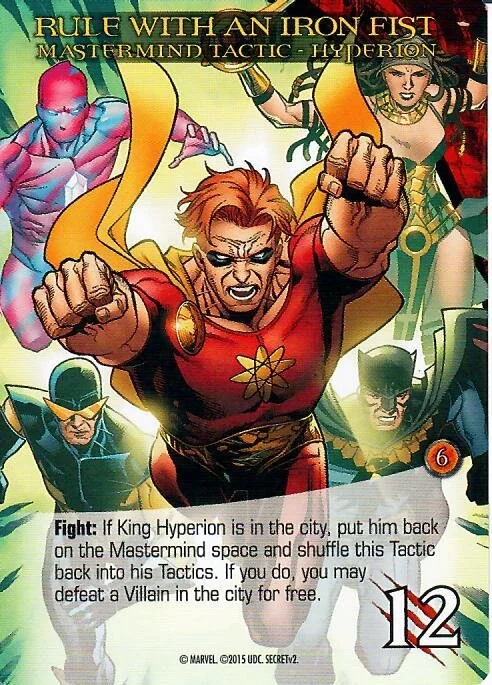 RULE WITH AN IRON FIST
MASTERMIND TACTIC - HYPERION
6
Fight: If King Hyperion is in the city, put him back
on the Mastermind space and shuffle this Tactic
back into his Tactics. If you do, you may
defeat a Villain in the city for free.
12
© MARVEL. ©2015 UDC. SECRETv2.